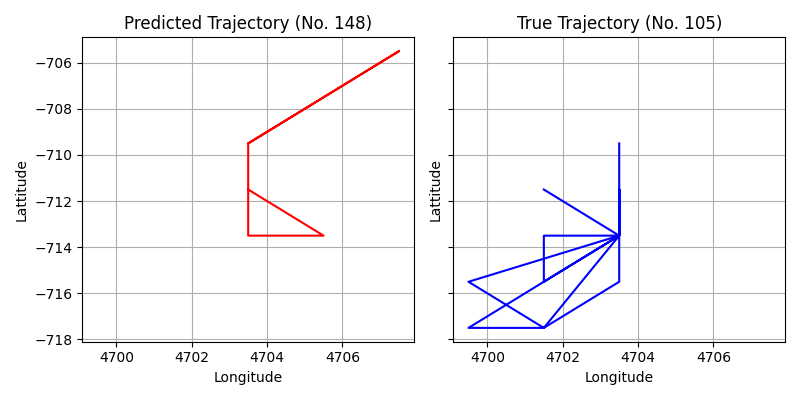 Predicted Trajectory (No. 148)
True Trajectory (No. 105)
−706
−708
−710
−712
−714
−716
−718
Lattitude
Lattitude
4700
4702
4704
4706
4700
4702
4704
4706
Longitude
Longitude